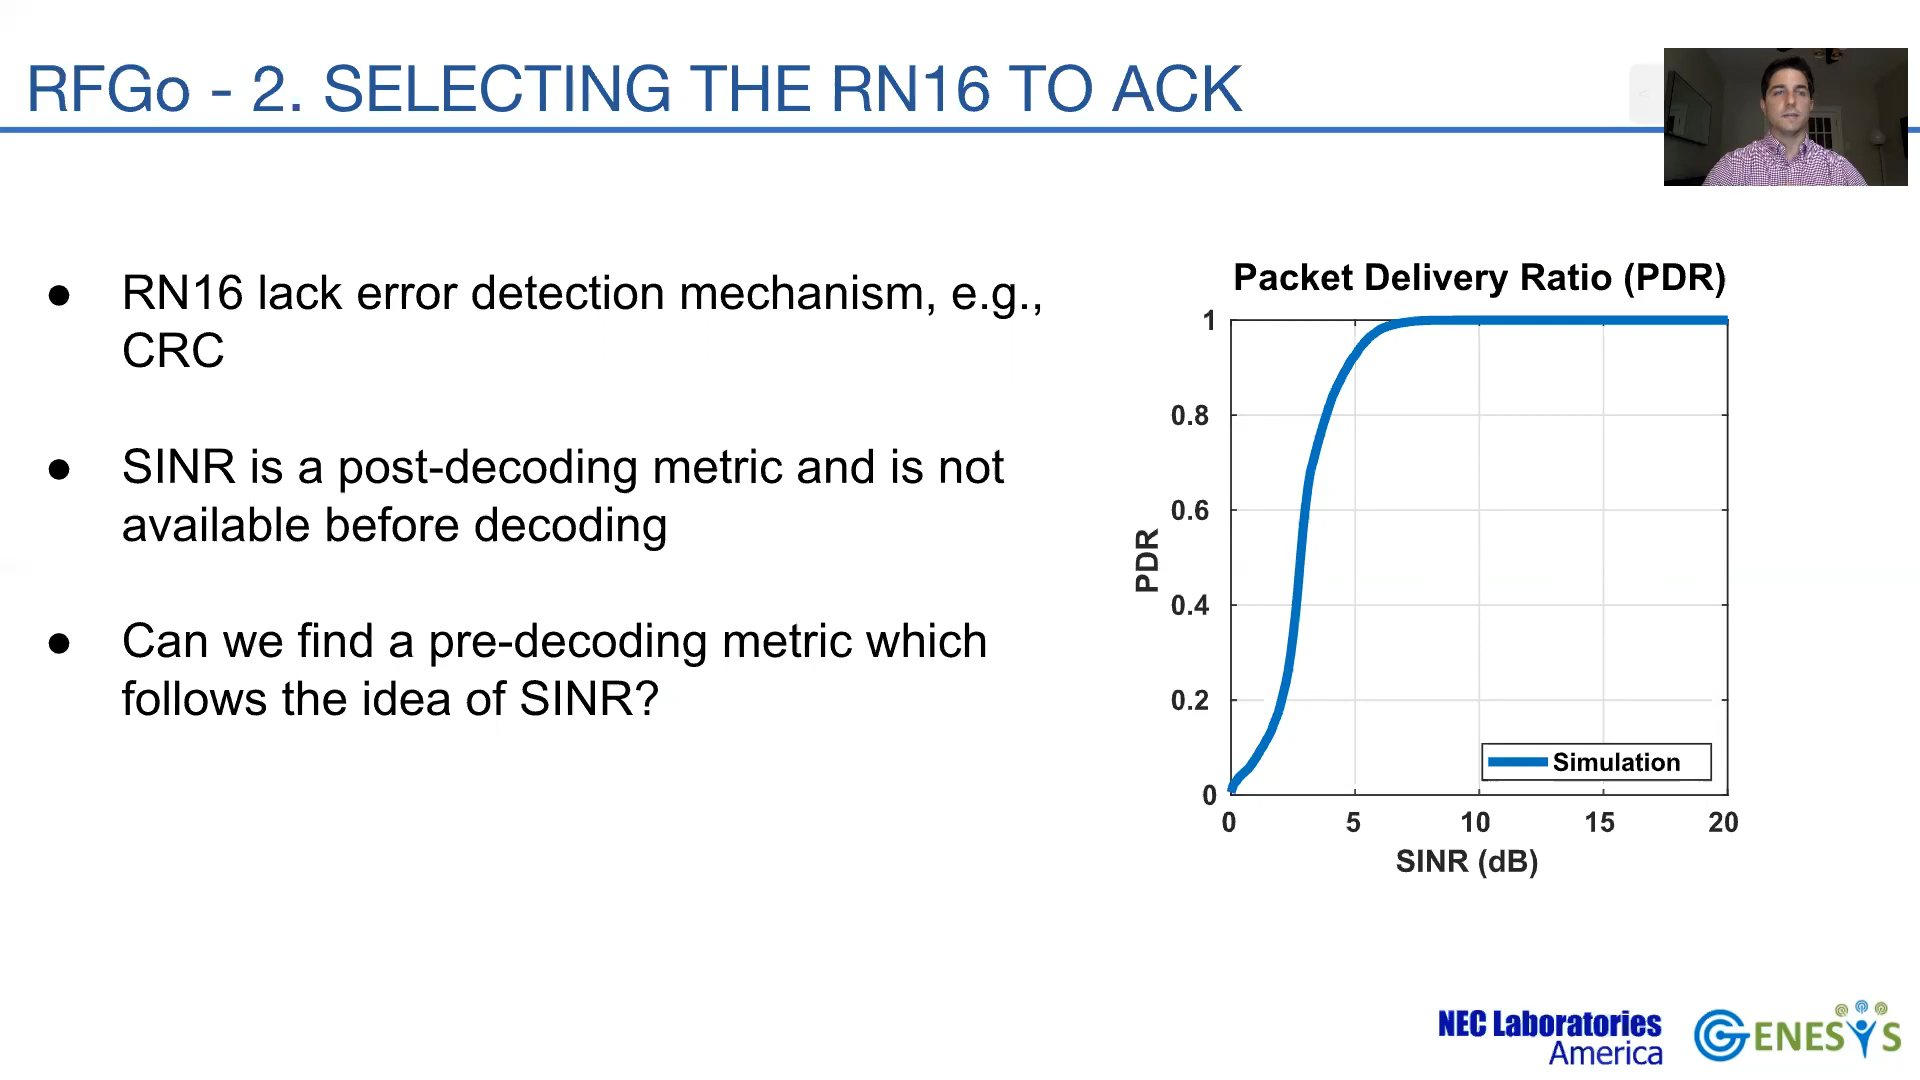 RFGo - 2. SELECTING THE RN16 TO ACK
● RN16 lack error detection mechanism, e.g.,
CRC
● SINR is a post-decoding metric and is not
available before decoding
● Can we find a pre-decoding metric which
follows the idea of SINR?
Packet Delivery Ratio (PDR)
1
0.8
0.6
0.4
0.2
0
PDR
Simulation
0 5 10 15 20
SINR (dB)
NEC Laboratories
America
GENESYS